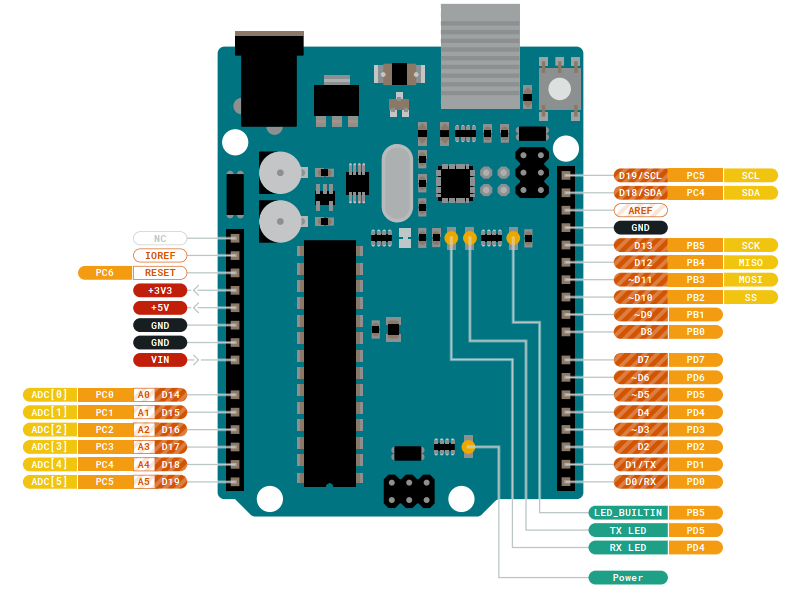 NC
IOREF
PC6 RESET
+3V3
+5V
GND
GND
VIN
ADC[0] PC0 A0 D14
ADC[1] PC1 A1 D15
ADC[2] PC2 A2 D16
ADC[3] PC3 A3 D17
ADC[4] PC4 A4 D18
ADC[5] PC5 A5 D19
D19/SCL PC5 SCL
D18/SDA PC4 SDA
AREF
GND
D13 PB5 SCK
D12 PB4 MISO
~D11 PB3 MOSI
~D10 PB2 SS
~D9 PB1
D8 PB0
D7 PD7
~D6 PD6
~D5 PD5
D4 PD4
~D3 PD3
D2 PD2
D1/TX PD1
D0/RX PD0
LED_BUILTIN PB5
TX LED PD5
RX LED PD4
Power